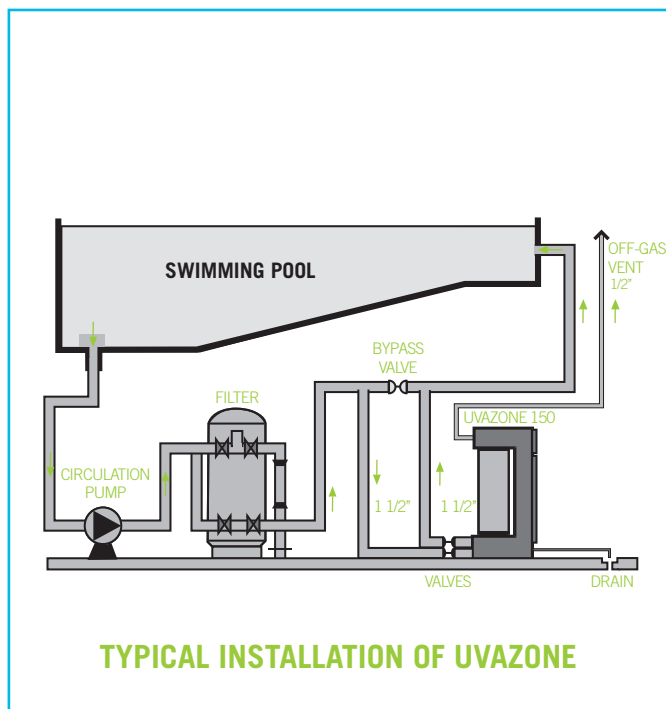 SWIMMING POOL
OFF-GAS
VENT
1/2”
BYPASS
VALVE
FILTER
UVAZONE 150
CIRCULATION
PUMP
1 1/2”
1 1/2”
VALVES
DRAIN
TYPICAL INSTALLATION OF UVAZONE